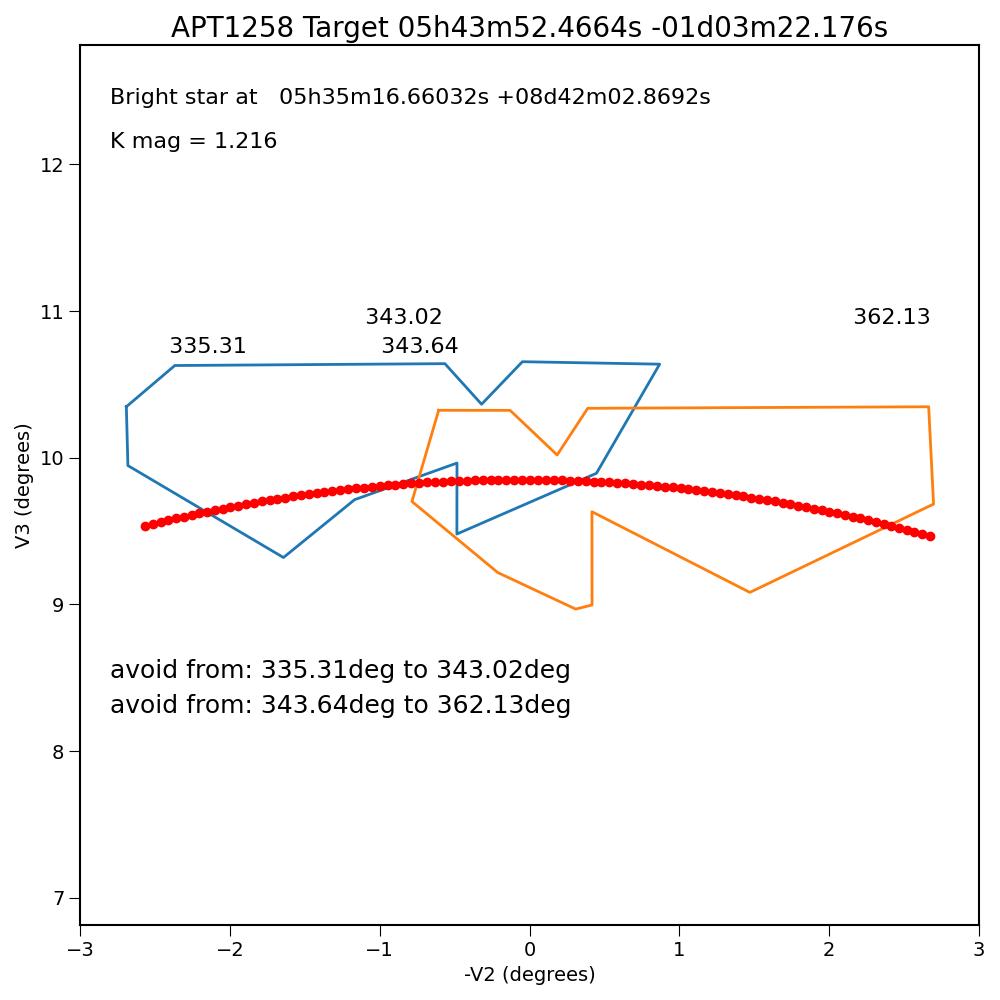 APT1258 Target 05h43m52.4664s -01d03m22.176s
Bright star at 05h35m16.66032s +08d42m02.8692s
K mag = 1.216
12
11
343.02
362.13
335.31
343.64
10
V3 (degrees)
9
avoid from: 335.31deg to 343.02deg
avoid from: 343.64deg to 362.13deg
8
7
−3 −2 −1 0 1 2 3
-V2 (degrees)